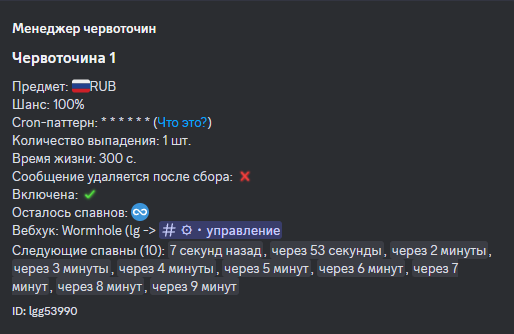 Менеджер червоточин
Червоточина 1
Предмет: RUB
Шанс: 100%
Cron-паттерн: * * * * * * (Что это?)
Количество выпадения: 1 шт.
Время жизни: 300 с.
Сообщение удаляется после сбора: ❌
Включена: ✔
Осталось спавнов: ♾
Вебхук: Wormhole (lg -> # ⚙・управление
Следующие спавны (10): 7 секунд назад, через 53 секунды, через 2 минуты,
через 3 минуты, через 4 минуты, через 5 минут, через 6 минут, через 7
минут, через 8 минут, через 9 минут
ID: lgg53990